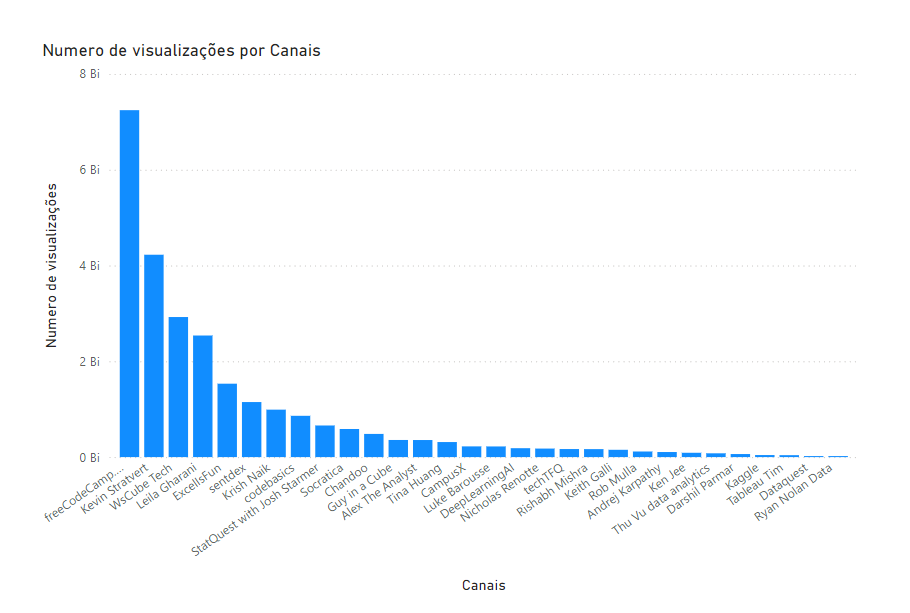 Numero de visualizações por Canais
8 Bi
6 Bi
4 Bi
2 Bi
0 Bi
Numero de visualizações
freeCodeCamp....
Kevin Stratvert
WsCube Tech
Leila Gharani
ExcelIsFun
sentdex
Krish Naik
codebasics
StatQuest with Josh Starmer
Socratica
Chandoo
Guy in a Cube
Alex The Analyst
Tina Huang
CampusX
Luke Barousse
DeepLearningAI
Nicholas Renotte
techTFQ
Rishabh Mishra
Keith Galli
Rob Mulla
Andrej Karpathy
Ken Jee
Thu Vu data analytics
Darshil Parmar
Kaggle
Tableau Tim
Dataquest
Ryan Nolan Data
Canais